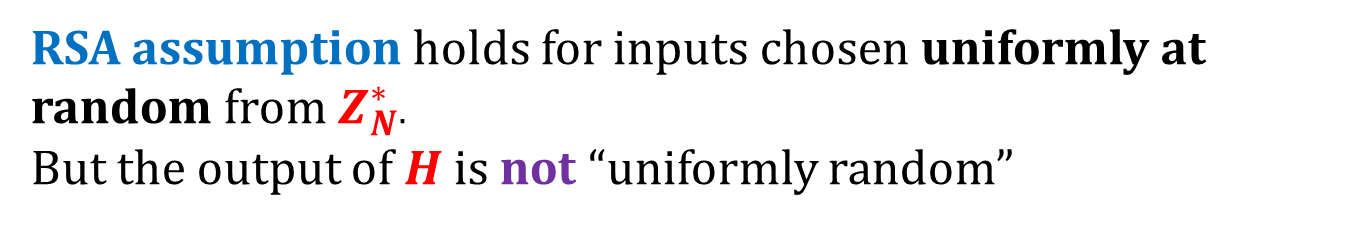 RSA assumption holds for inputs chosen uniformly at
random from Z*N.
But the output of H is not “uniformly random”